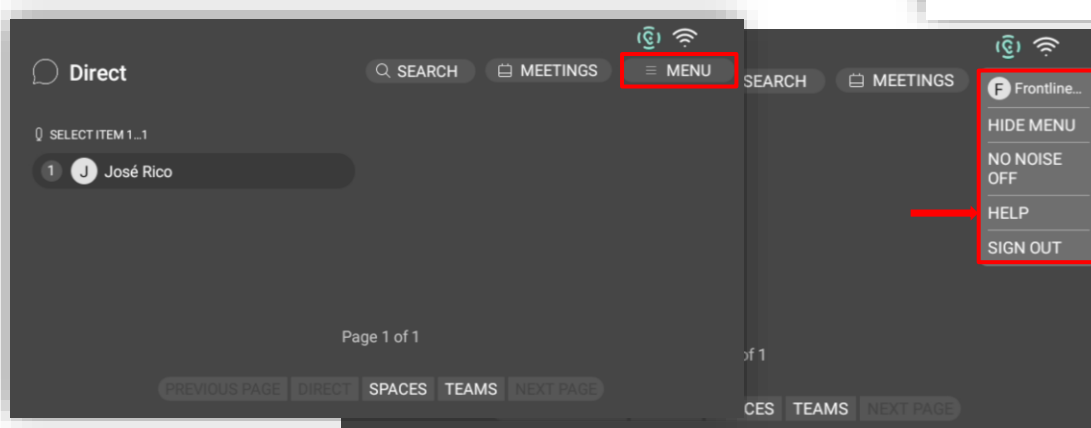 Direct
SEARCH
MEETINGS
MENU
SELECT ITEM 1...1
1 J José Rico
Page 1 of 1
PREVIOUS PAGE DIRECT SPACES TEAMS NEXT PAGE
SEARCH
MEETINGS
F Frontline...
HIDE MENU
NO NOISE
OFF
HELP
SIGN OUT
of 1
CES TEAMS NEXT PAGE